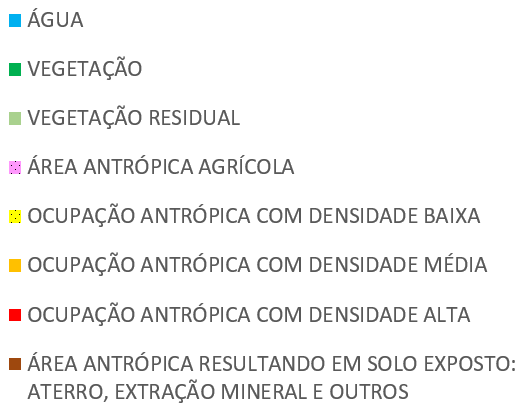 ÁGUA
VEGETAÇÃO
VEGETAÇÃO RESIDUAL
ÁREA ANTRÓPICA AGRÍCOLA
OCUPAÇÃO ANTRÓPICA COM DENSIDADE BAIXA
OCUPAÇÃO ANTRÓPICA COM DENSIDADE MÉDIA
OCUPAÇÃO ANTRÓPICA COM DENSIDADE ALTA
ÁREA ANTRÓPICA RESULTANDO EM SOLO EXPOSTO:
ATERRO, EXTRAÇÃO MINERAL E OUTROS